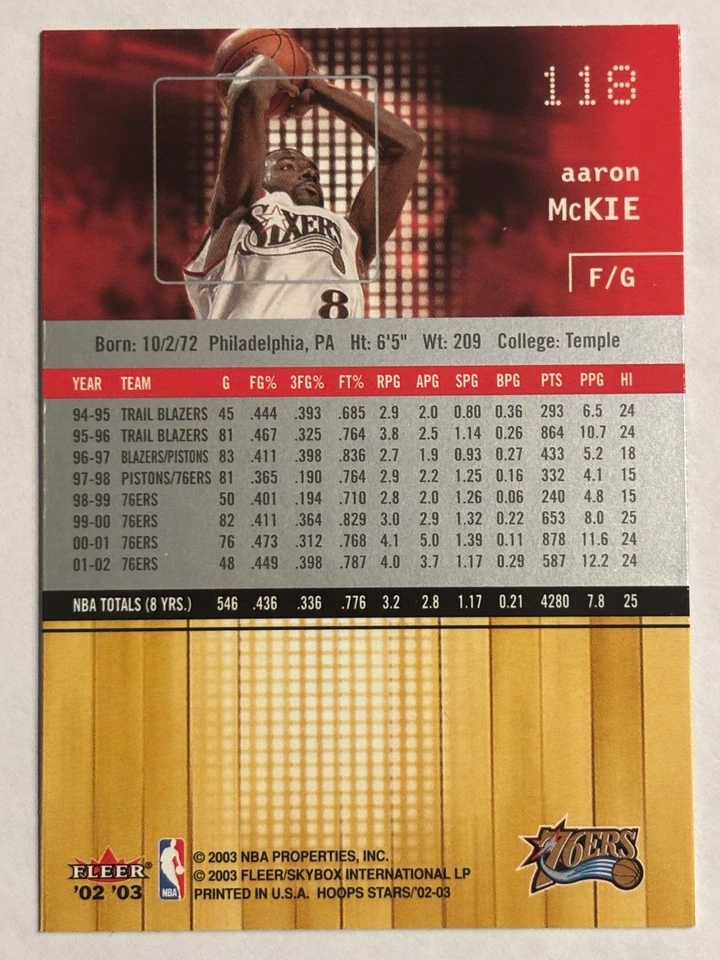 118
aaron
McKIE
F/G
SIXERS
8
Born: 10/2/72 Philadelphia, PA Ht: 6'5" Wt: 209 College: Temple
YEAR TEAM G FG% 3FG% FT% RPG APG SPG BPG PTS PPG HI
94-95 TRAIL BLAZERS 45 .444 .393 .685 2.9 2.0 0.80 0.36 293 6.5 24
95-96 TRAIL BLAZERS 81 .467 .325 .764 3.8 2.5 1.14 0.26 864 10.7 24
96-97 BLAZERS/PISTONS 83 .411 .398 .836 2.7 1.9 0.93 0.27 433 5.2 18
97-98 PISTONS/76ERS 81 .365 .190 .764 2.9 2.2 1.25 0.16 332 4.1 15
98-99 76ERS 50 .401 .194 .710 2.8 2.0 1.26 0.06 240 4.8 15
99-00 76ERS 82 .411 .364 .829 3.0 2.9 1.32 0.22 653 8.0 25
00-01 76ERS 76 .473 .312 .768 4.1 5.0 1.39 0.11 878 11.6 24
01-02 76ERS 48 .449 .398 .787 4.0 3.7 1.17 0.29 587 12.2 24
NBA TOTALS (8 YRS.) 546 .436 .336 .776 3.2 2.8 1.17 0.21 4280 7.8 25
FLEER®
'02 '03
NBA
© 2003 NBA PROPERTIES, INC.
© 2003 FLEER/SKYBOX INTERNATIONAL LP
PRINTED IN U.S.A. HOOPS STARS/'02-03
76ERS